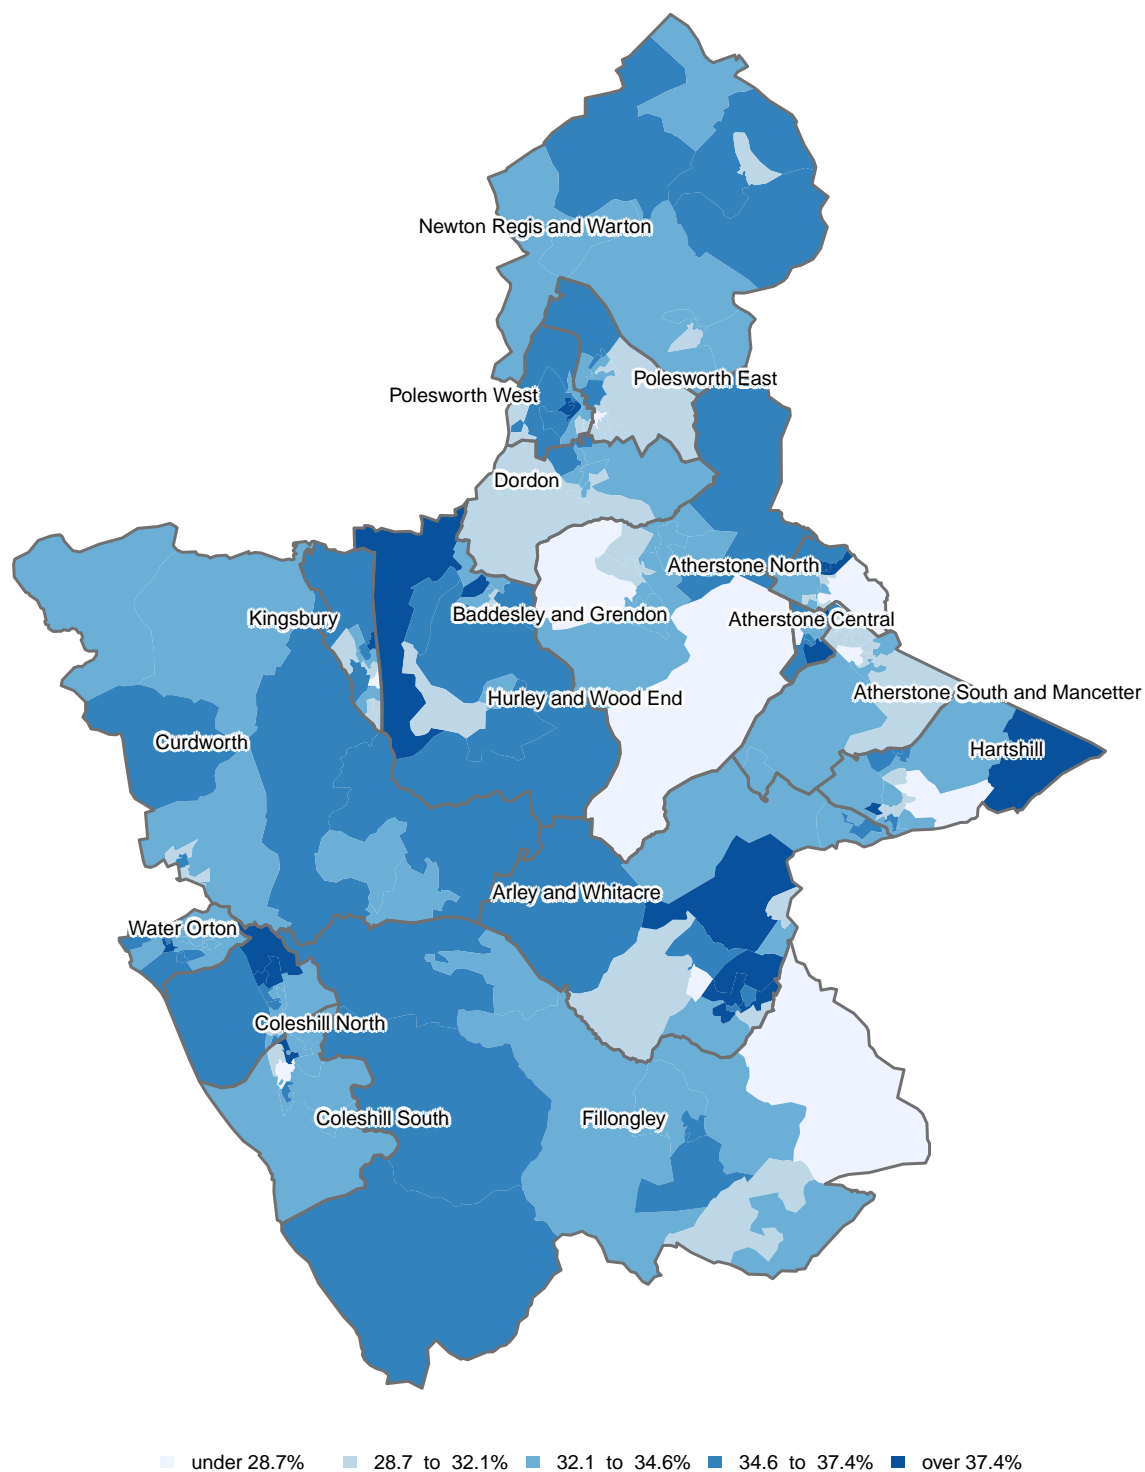 Newton Regis and Warton
Polesworth East
Polesworth West
Dordon
Atherstone North
Baddesley and Grendon
Kingsbury
Atherstone Central
Atherstone South and Mancetter
Hurley and Wood End
Curdworth
Hartshill
Arley and Whitacre
Water Orton
Coleshill North
Coleshill South
Fillongley
under 28.7% 28.7 to 32.1% 32.1 to 34.6% 34.6 to 37.4% over 37.4%